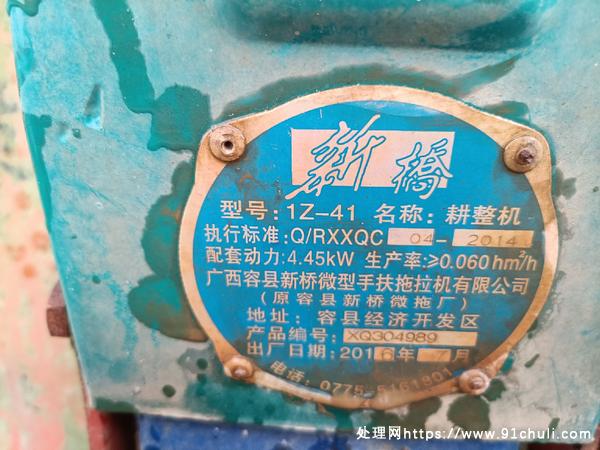 新橋
型号:1Z-41 名称:耕整机
执行标准:Q/RXXQC 04-2014
配套动力:4.45kW 生产率:≥0.060hm²/h
广西容县新桥微型手扶拖拉机有限公司
(原容县新桥微拖厂)
地址:容县经济开发区
产品编号:XQ304989
出厂日期:2016年 7月
电话:0775-5161801
处理网https://www.91chuli.com/